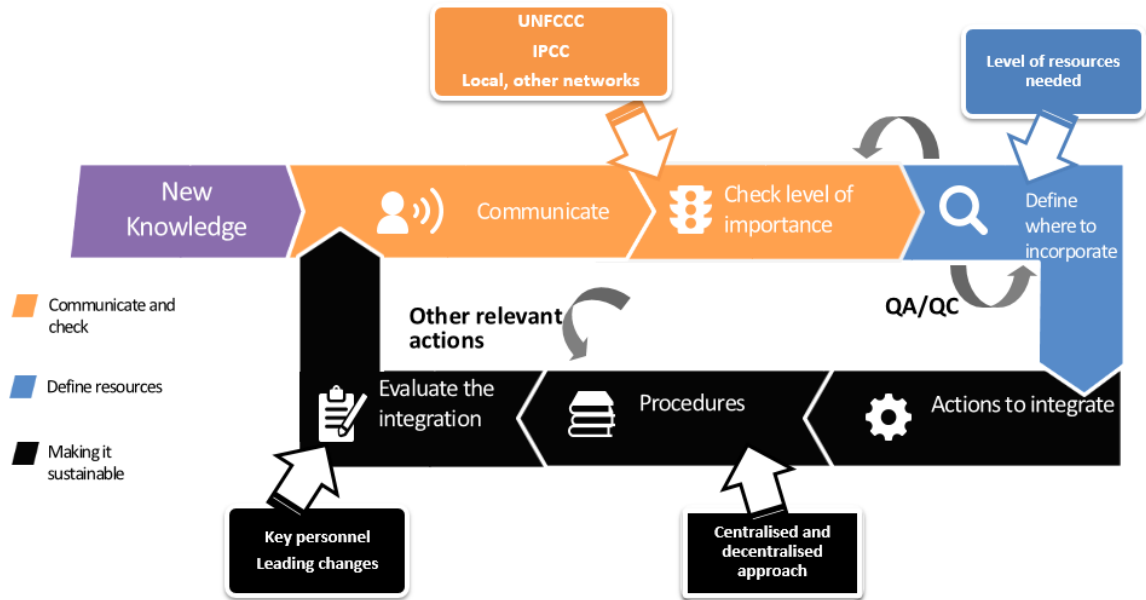 UNFCCC
IPCC
Local, other networks
Level of resources
needed
New
Knowledge
Communicate
Check level of
importance
Define
where to
incorporate
Communicate and
check
Other relevant
actions
QA/QC
Define resources
Evaluate the
integration
Procedures
Actions to integrate
Making it
sustainable
Key personnel
Leading changes
Centralised and
decentralised
approach